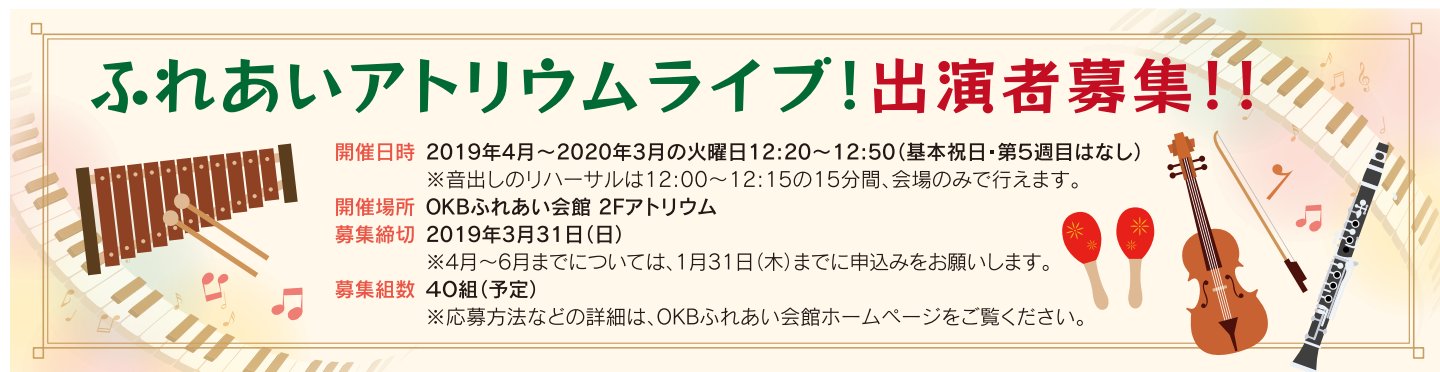 ふれあいアトリウムライブ！出演者募集！！
開催日時 2019年4月～2020年3月の火曜日12：20～12：50（基本祝日・第5週目はなし）
※音出しのリハーサルは12：00～12：15の15分間、会場のみで行えます。
開催場所 OKBふれあい会館 2Fアトリウム
募集締切 2019年3月31日（日）
※4月～6月までについては、1月31日（木）までに申込みをお願いします。
募集組数 40組（予定）
※応募方法などの詳細は、OKBふれあい会館ホームページをご覧ください。